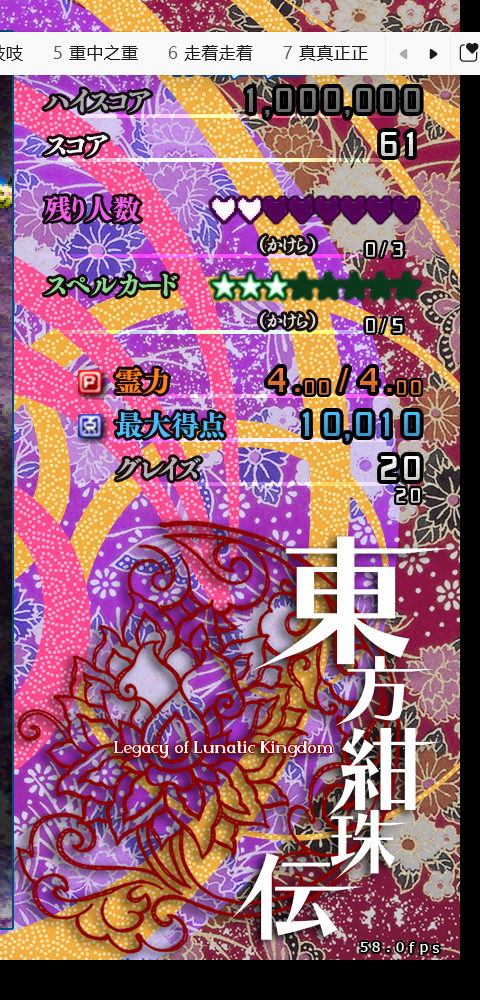 5 重中之重 6 走着走着 7 真真正正
ハイスコア 1,000,000
スコア 61
残り人数
(かけら) 0/3
スペルカード
(かけら) 0/5
P 霊力 4.00/4.00
点 最大得点 10,010
グレイズ 20
20
東方紺珠伝
Legacy of Lunatic Kingdom
58.0fps